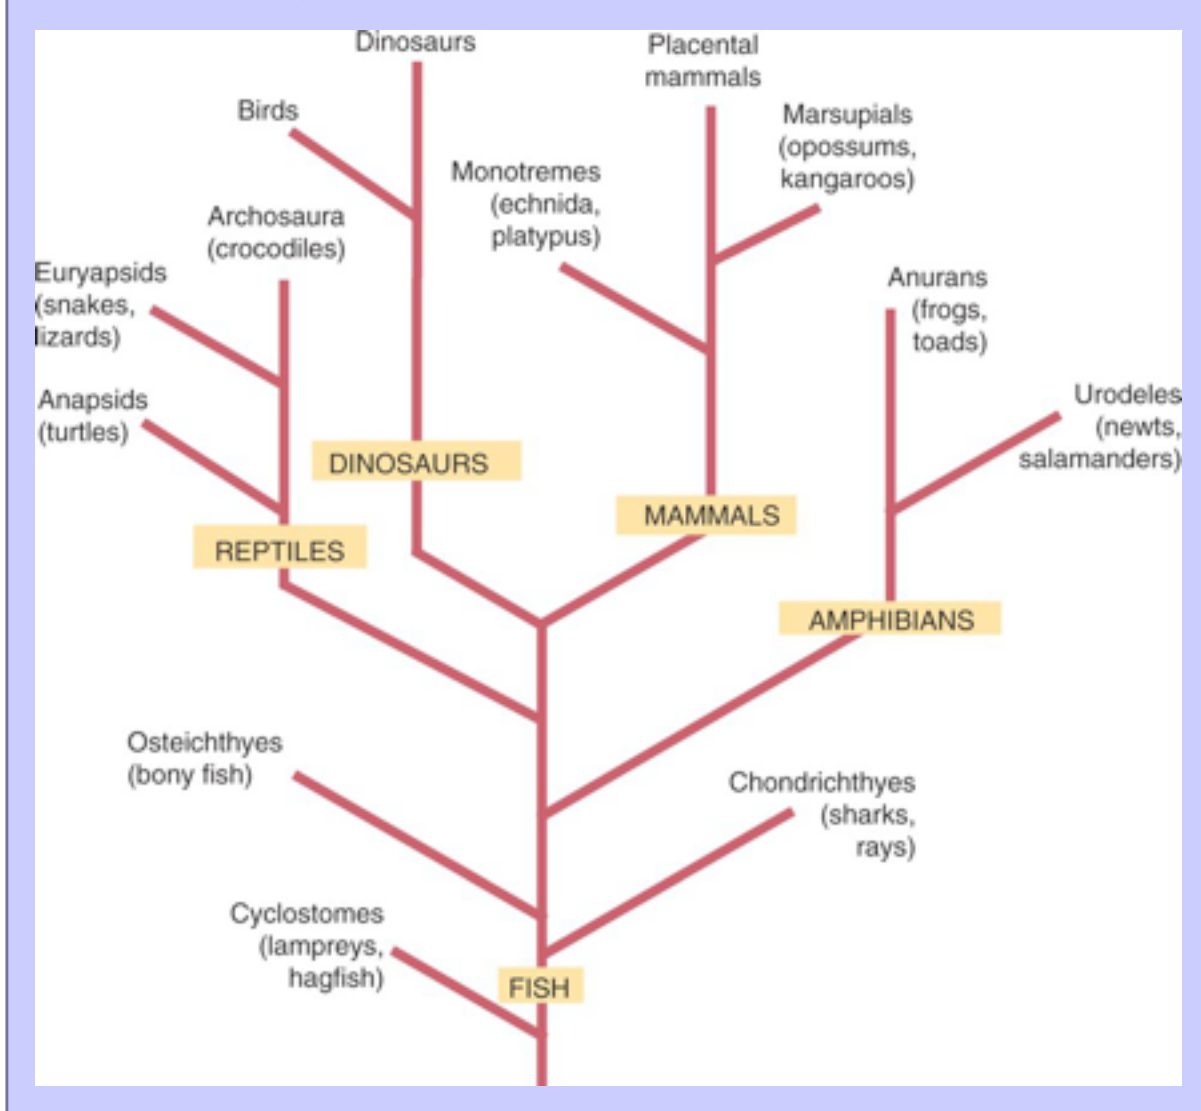 Dinosaurs
Placental
mammals
Birds
Marsupials
(opossums,
kangaroos)
Monotremes
(echnida,
platypus)
Archosaura
(crocodiles)
Euryapsids
(snakes,
lizards)
Anurans
(frogs,
toads)
Anapsids
(turtles)
Urodeles
(newts,
salamanders)
DINOSAURS
MAMMALS
REPTILES
AMPHIBIANS
Osteichthyes
(bony fish)
Chondrichthyes
(sharks,
rays)
Cyclostomes
(lampreys,
hagfish)
FISH